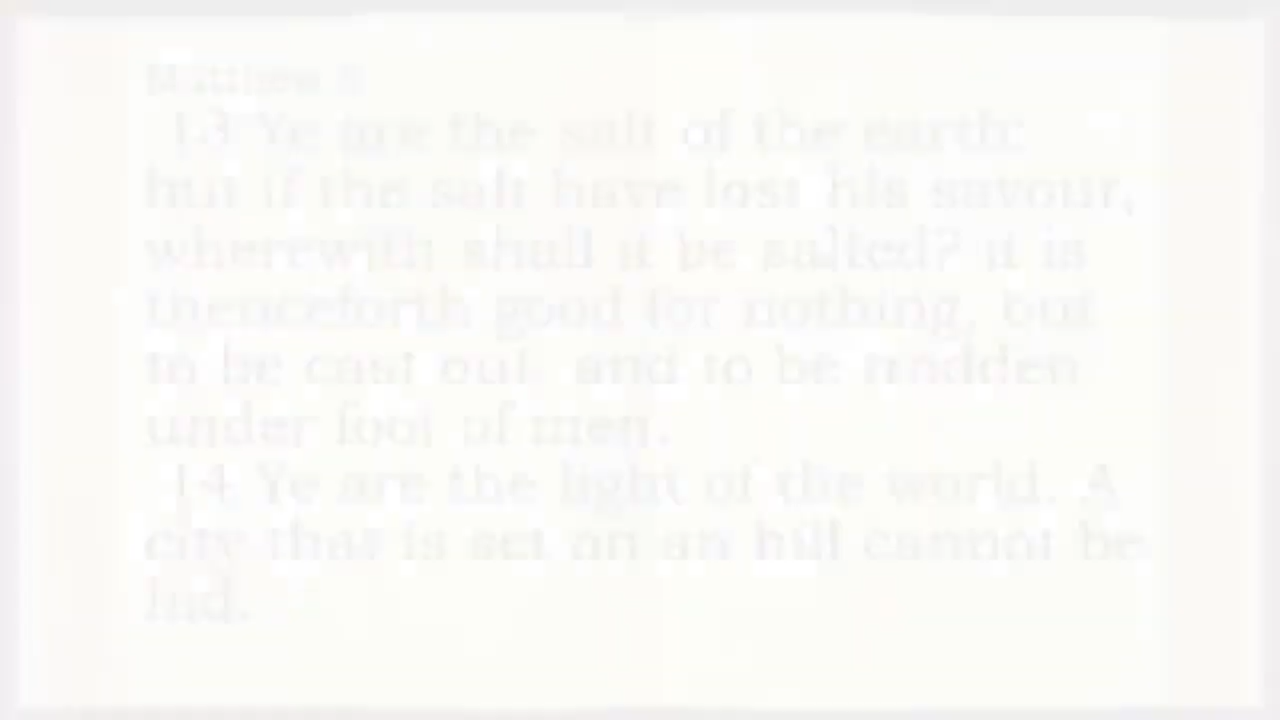 Matthew 5
13 Ye are the salt of the earth:
but if the salt have lost his savour,
wherewith shall it be salted? it is
thenceforth good for nothing, but
to be cast out, and to be trodden
under foot of men.
14 Ye are the light of the world. A
city that is set on an hill cannot be
hid.